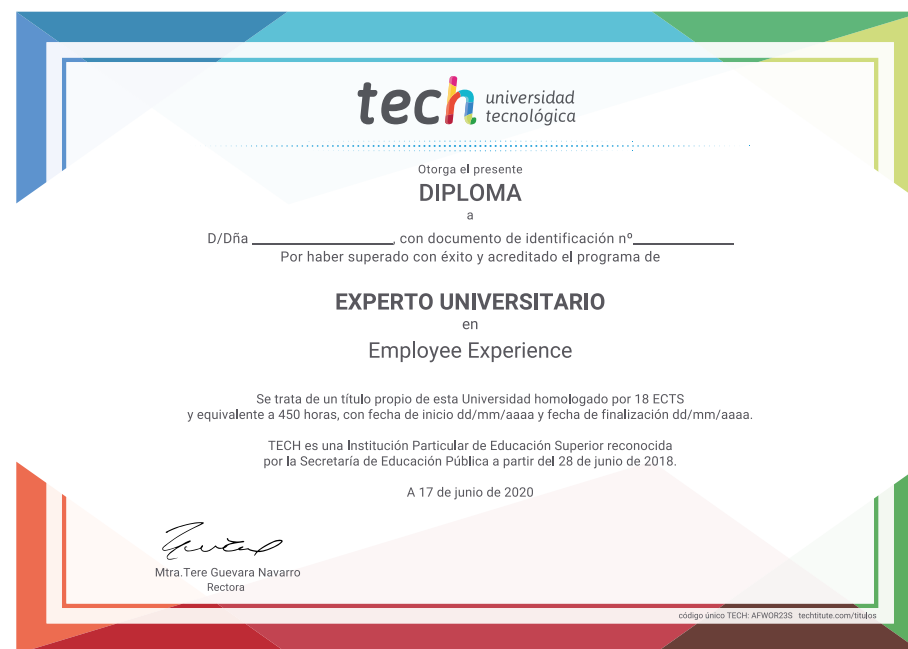 tech universidad
tecnológica
Otorga el presente
DIPLOMA
a
D/Dña ____________________, con documento de identificación nº______________
Por haber superado con éxito y acreditado el programa de
EXPERTO UNIVERSITARIO
en
Employee Experience
Se trata de un título propio de esta Universidad homologado por 18 ECTS
y equivalente a 450 horas, con fecha de inicio dd/mm/aaaa y fecha de finalización dd/mm/aaaa.
TECH es una Institución Particular de Educación Superior reconocida
por la Secretaría de Educación Pública a partir del 28 de junio de 2018.
A 17 de junio de 2020
Mtra.Tere Guevara Navarro
Rectora
código único TECH: AFWOR23S techtitute.com/titulos